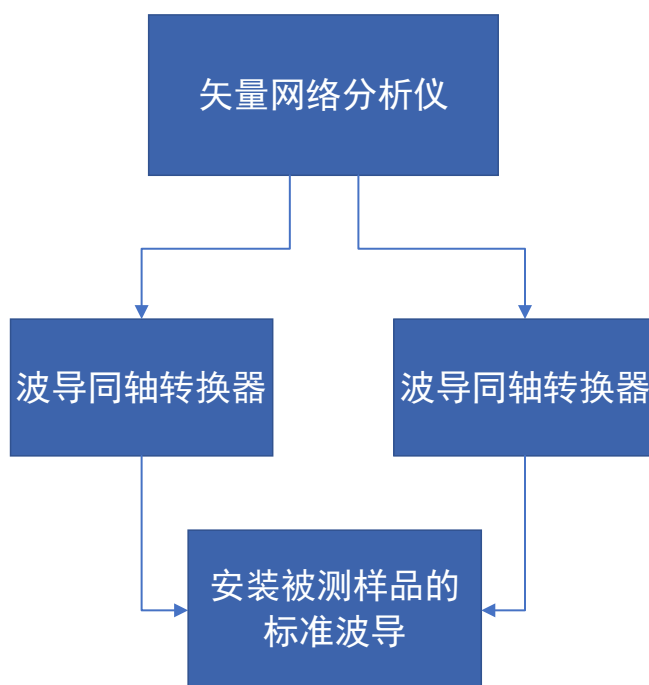 矢量网络分析仪
波导同轴转换器
波导同轴转换器
安装被测样品的
标准波导